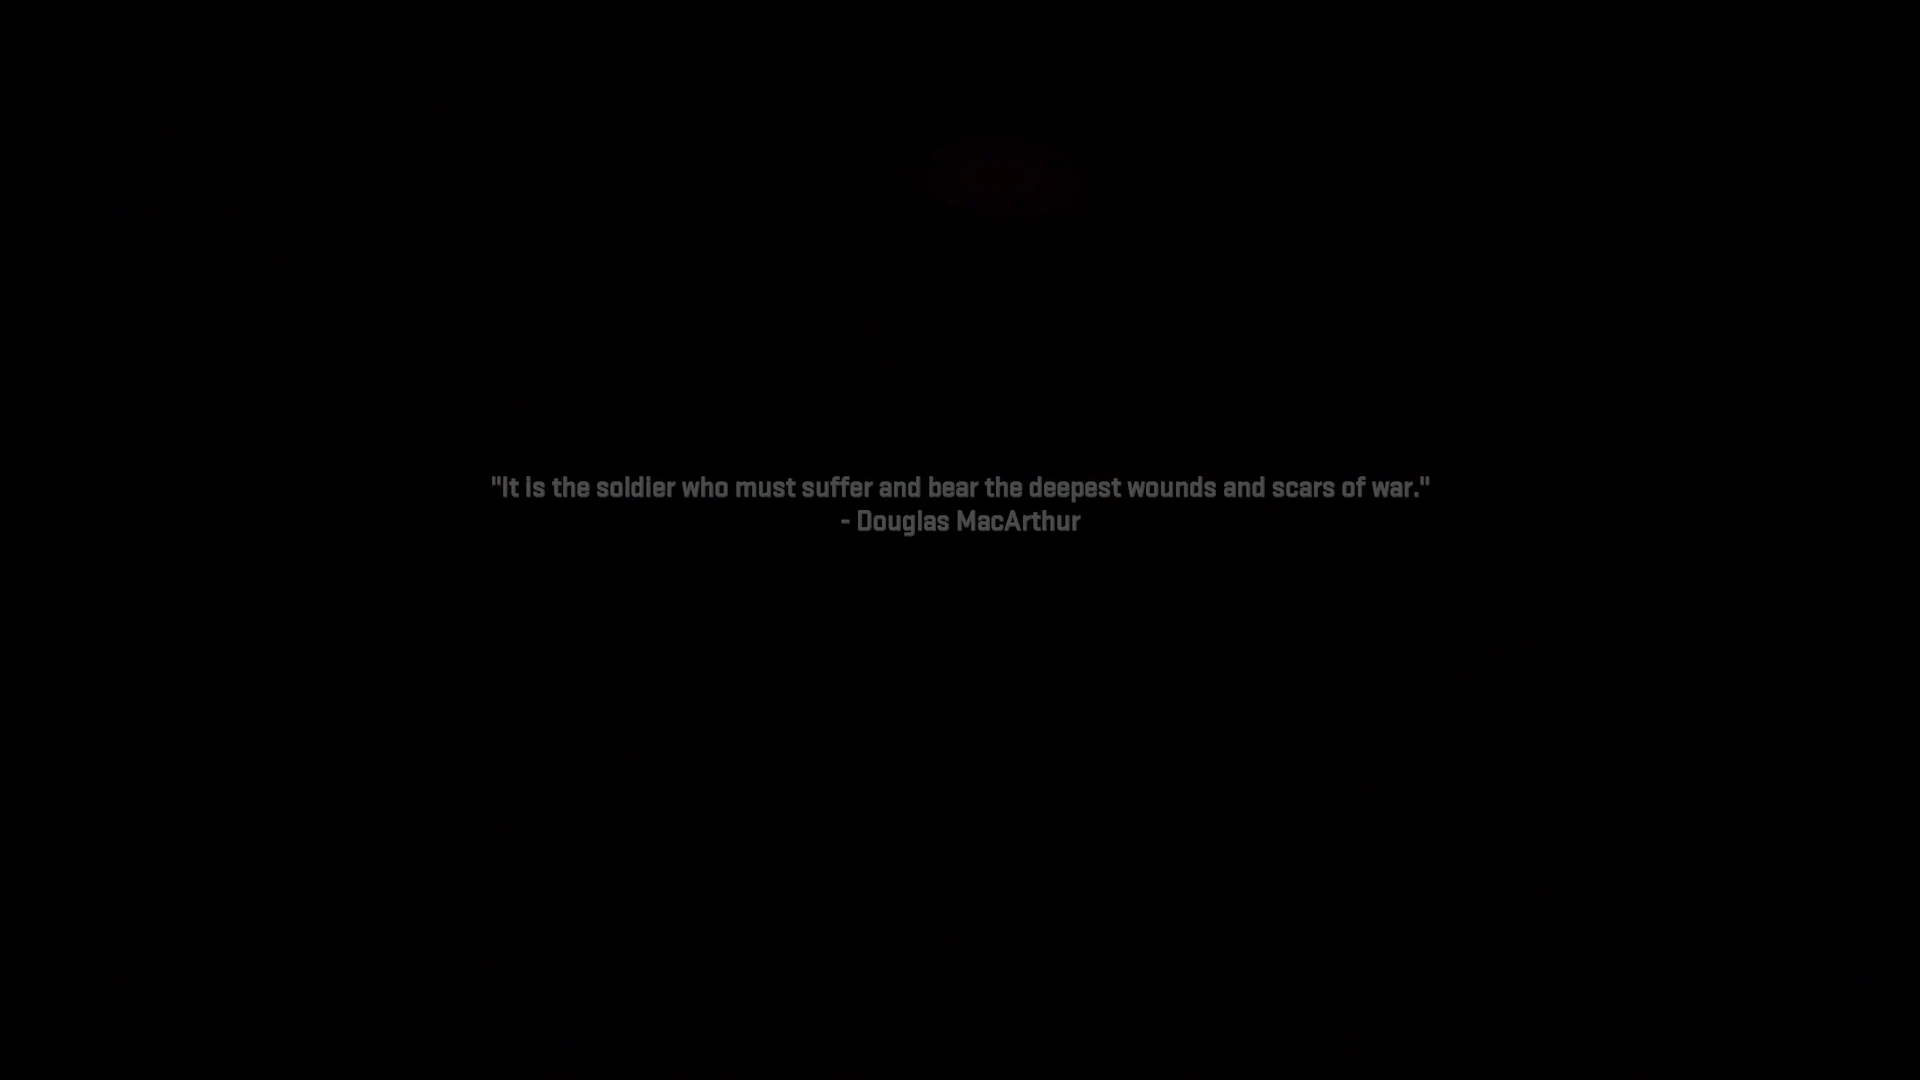 "It is the soldier who must suffer and bear the deepest wounds and scars of war."
- Douglas MacArthur